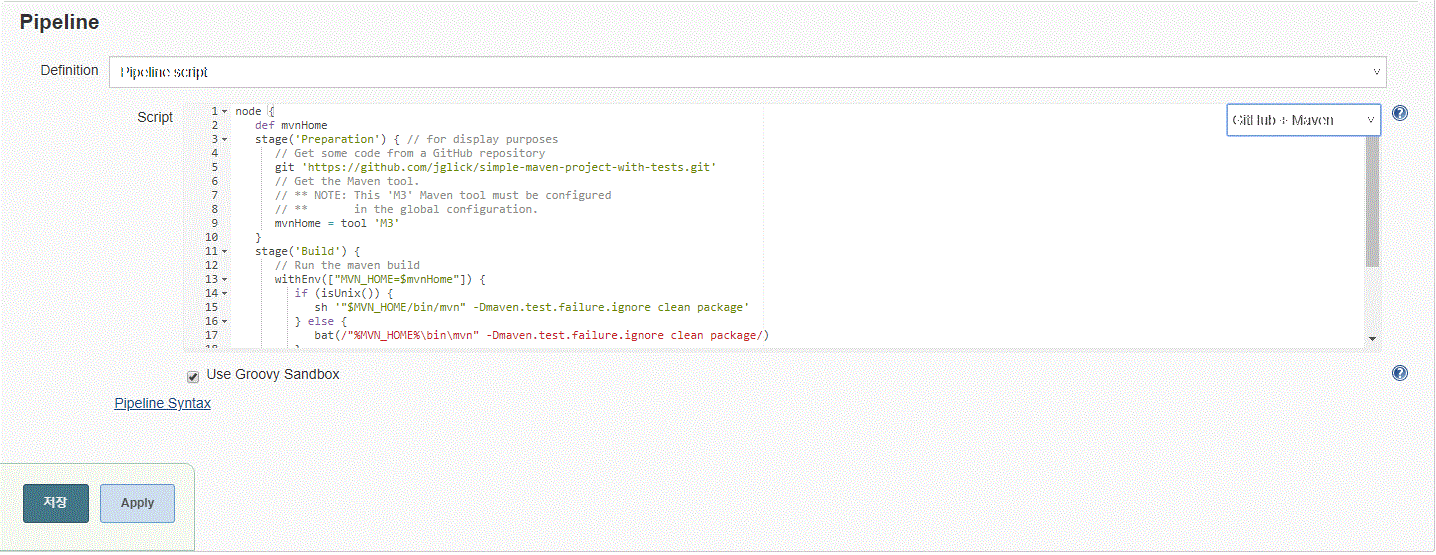 Pipeline
Definition
Pipeline script
Script
GitHub + Maven
1 node {
2 def mvnHome
3 stage('Preparation') { // for display purposes
4 // Get some code from a GitHub repository
5 git 'https://github.com/jglick/simple-maven-project-with-tests.git'
6 // Get the Maven tool.
7 // ** NOTE: This 'M3' Maven tool must be configured
8 // **       in the global configuration.
9 mvnHome = tool 'M3'
10 }
11 stage('Build') {
12 // Run the maven build
13 withEnv(["MVN_HOME=$mvnHome"]) {
14 if (isUnix()) {
15 sh '"$MVN_HOME/bin/mvn" -Dmaven.test.failure.ignore clean package'
16 } else {
17 bat(/"%MVN_HOME%\bin\mvn" -Dmaven.test.failure.ignore clean package/)
18 }
Use Groovy Sandbox
Pipeline Syntax
저장
Apply